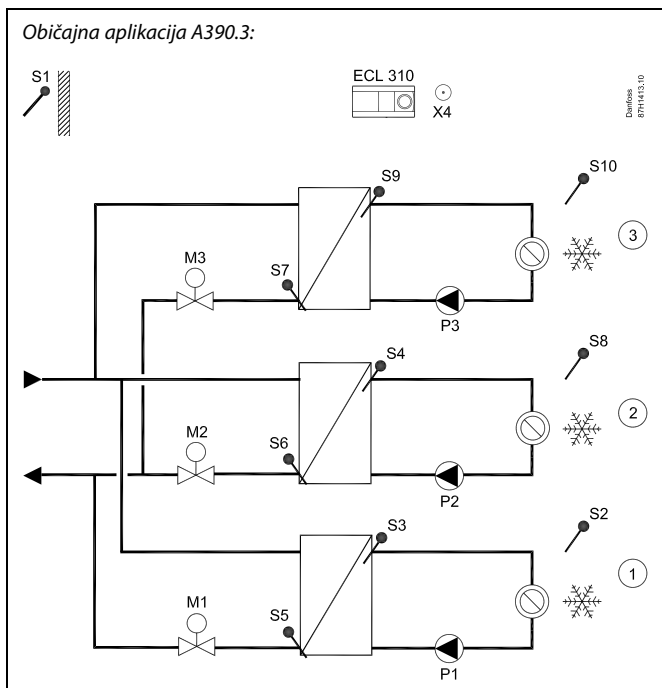 Običajna aplikacija A390.3:
S1
ECL 310
X4
Danfoss
87H1413.10
S10
S9
3
M3
S7
P3
S8
S4
2
M2
S6
P2
S2
S3
1
M1
S5
P1